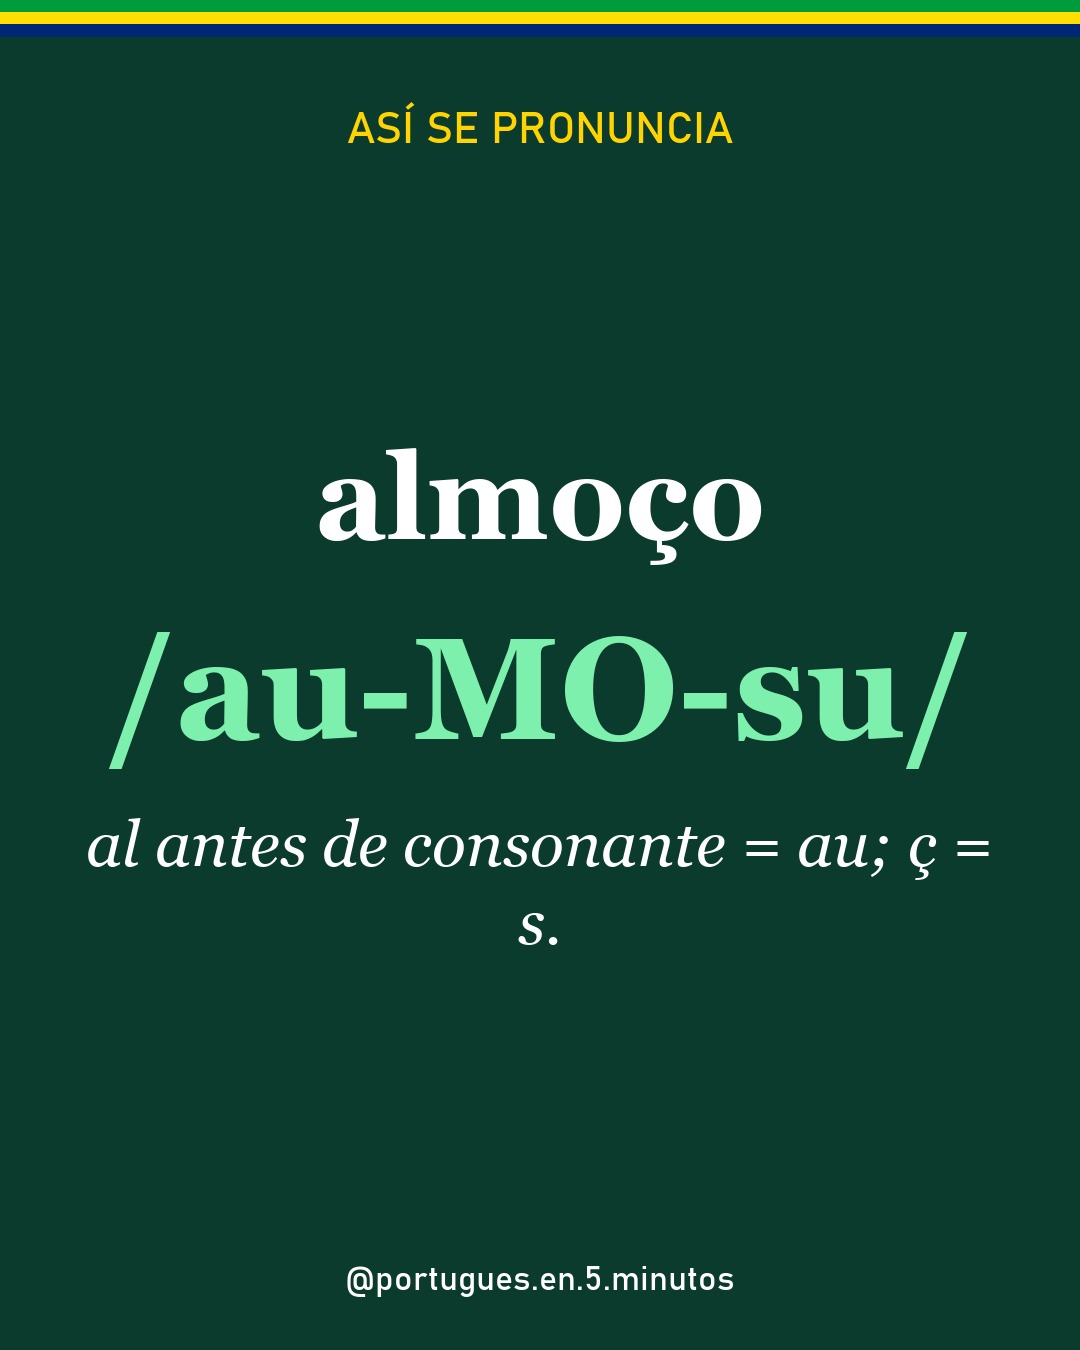 ASÍ SE PRONUNCIA
almoço
/au-MO-su/
al antes de consonante = au; ç =
s.
@portugues.en.5.minutos